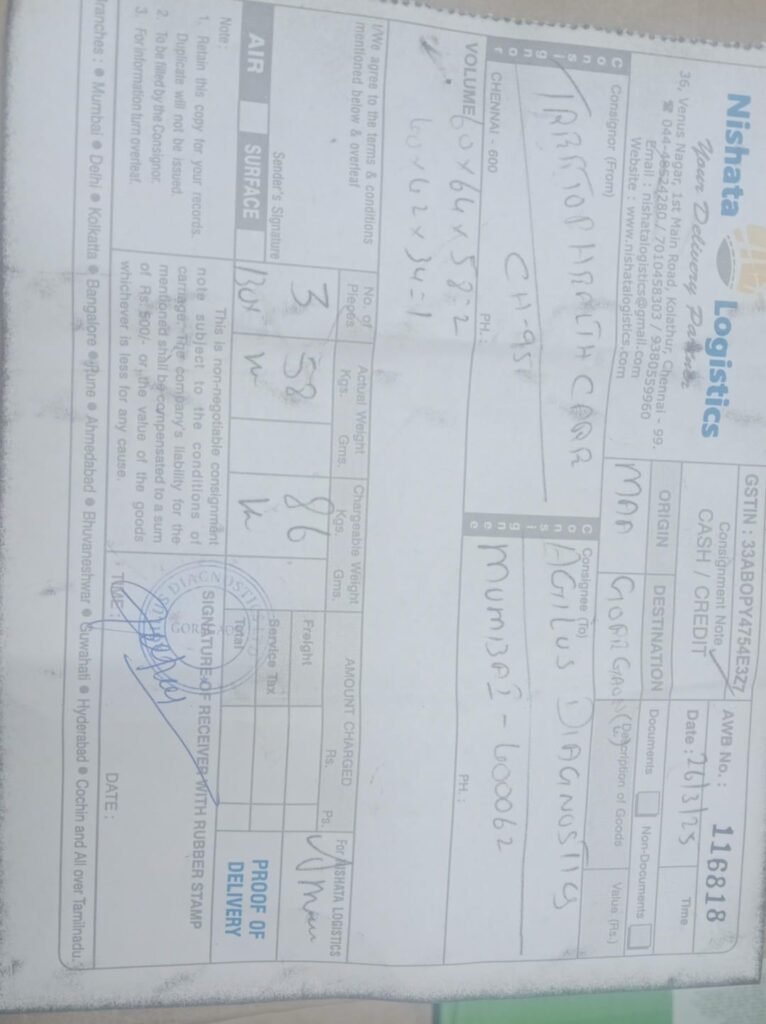 Nishata Logistics
Your Delivery Partner
35, Venus Nagar, 1st Main Road, Kolathur, Chennai - 99.
☎ 044-48624280 / 7010458303 / 9380559960
Email : nishatalogistics@gmail.com
Website : www.nishatalogistics.com
GSTIN : 33ABOPY4754E3Z7
Consignment Note
CASH / CREDIT
AWB No. : 116818
Date : 26/3/25
Time
ORIGIN
MAA
DESTINATION
GOARGAON (W)
Documents
Non-Documents
Description of Goods
Value (Rs.)
Consignor
Consignor (From)
HEALTH CARE
CH-95
CHENNAI - 600
PH. :
Consignee
Consignee (To)
AGILUS DIAGNOSTICS
MUMBAI - 400062
PH. :
VOLUME 60x64x58=2
60x62x34=1
I/We agree to the terms & conditions
mentioned below & overleaf
Sender's Signature
AIR
SURFACE
No. of Pieces
3
Box
Actual Weight
Kgs. Gms.
58
Chargeable Weight
Kgs. Gms.
86
AMOUNT CHARGED
Rs. Ps.
Freight
Service Tax
Total
For NISHATA LOGISTICS
PROOF OF DELIVERY
Note :
1. Retain this copy for your records.
Duplicate will not be issued
2. To be filled by the Consignor.
3. For information turn overleaf.
This is non-negotiable consignment
note subject to the conditions of
carriage. The company's liability for the
mentioned shall be compensated to a sum
of Rs. 500/- or the value of the goods
whichever is less for any cause.
SIGNATURE OF RECEIVER WITH RUBBER STAMP
TIME :
DATE :
Branches : ● Mumbai ● Delhi ● Kolkatta ● Bangalore ● Pune ● Ahmedabad ● Bhuvaneshwar ● Guwahati ● Hyderabad ● Cochin and All over Tamilnadu.